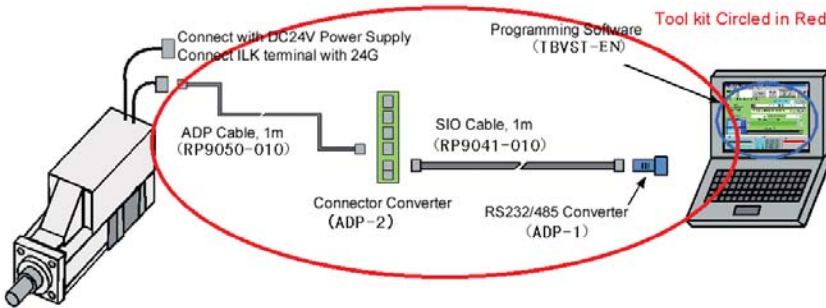 Connect with DC24V Power Supply
Connect ILK terminal with 24G
Programming Software
(TBVST-EN)
Tool kit Circled in Red
ADP Cable, 1m
(RP9050-010)
SIO Cable, 1m
(RP9041-010)
Connector Converter
(ADP-2)
RS232/485 Converter
(ADP-1)